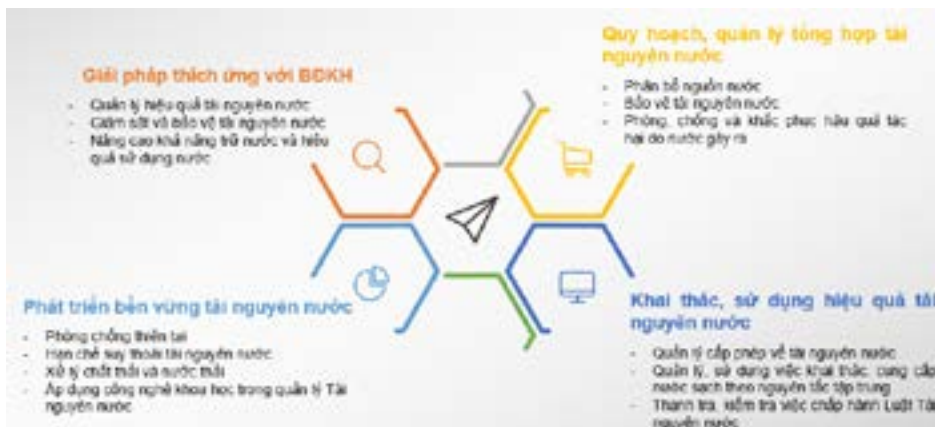 Giải pháp thích ứng với BĐKH
- Quản lý hiệu quả tài nguyên nước
- Giám sát và bảo vệ tài nguyên nước
- Nâng cao khả năng trữ nước và hiệu
quả sử dụng nước
Quy hoạch, quản lý tổng hợp tài
nguyên nước
- Phân bổ nguồn nước
- Bảo vệ tài nguyên nước
- Phòng, chống và khắc phục hậu quả tác
hại do nước gây ra
Phát triển bền vững tài nguyên nước
- Phòng chống thiên tai
- Hạn chế suy thoái tài nguyên nước
- Xử lý chất thải và nước thải
- Áp dụng công nghệ khoa học trong quản lý Tài
nguyên nước
Khai thác, sử dụng hiệu quả tài
nguyên nước
- Quản lý cấp phép về tài nguyên nước
- Quản lý, sử dụng việc khai thác, cung cấp
nước sạch theo nguyên tắc tập trung
- Thanh tra, kiểm tra việc chấp hành Luật Tài
nguyên nước